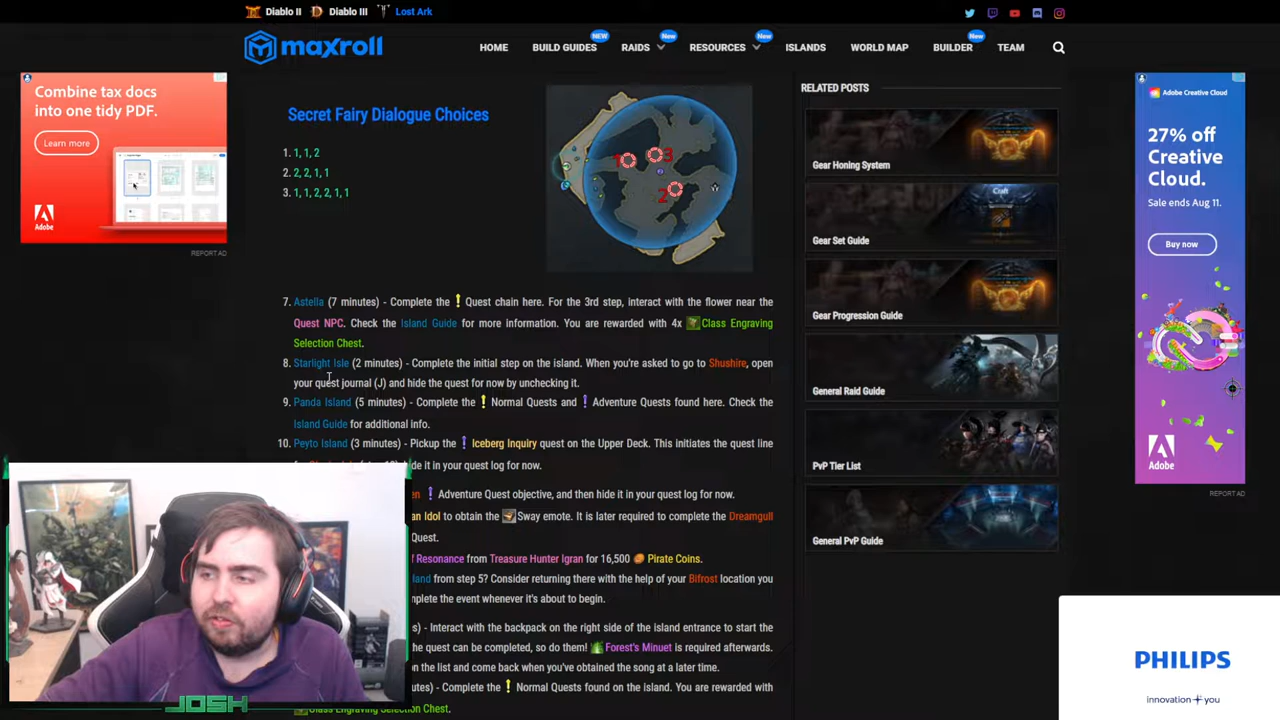 Diablo II Diablo III Lost Ark
maxroll
HOME BUILD GUIDES NEW RAIDS New RESOURCES New ISLANDS WORLD MAP BUILDER New TEAM
Combine tax docs
into one tidy PDF.
Learn more
Adobe
REPORT AD
Secret Fairy Dialogue Choices
1. 1, 1, 2
2. 2, 2, 1, 1
3. 1, 1, 2, 2, 1, 1
1 3
2
7. Astella (7 minutes) - Complete the Quest chain here. For the 3rd step, interact with the flower near the
Quest NPC. Check the Island Guide for more information. You are rewarded with 4x Class Engraving
Selection Chest.
8. Starlight Isle (2 minutes) - Complete the initial step on the island. When you're asked to go to Shushire, open
your quest journal (J) and hide the quest for now by unchecking it.
9. Panda Island (5 minutes) - Complete the Normal Quests and Adventure Quests found here. Check the
Island Guide for additional info.
10. Peyto Island (3 minutes) - Pickup the Iceberg Inquiry quest on the Upper Deck. This initiates the quest line
hide it in your quest log for now.
Adventure Quest objective, and then hide it in your quest log for now.
an Idol to obtain the Sway emote. It is later required to complete the Dreamgull
Quest.
f Resonance from Treasure Hunter Igran for 16,500 Pirate Coins.
land from step 5? Consider returning there with the help of your Bifrost location you
mplete the event whenever it's about to begin.
s) - Interact with the backpack on the right side of the island entrance to start the
the quest can be completed, so do them! Forest's Minuet is required afterwards.
on the list and come back when you've obtained the song at a later time.
utes) - Complete the Normal Quests found on the island. You are rewarded with
Class Engraving Selection Chest.
RELATED POSTS
Gear Honing System
Craft
Gear Set Guide
Gear Progression Guide
General Raid Guide
PvP Tier List
General PvP Guide
Adobe Creative Cloud
27% off
Creative
Cloud.
Sale ends Aug 11.
Buy now
Adobe
REPORT AD
JOSH
PHILIPS
innovation you